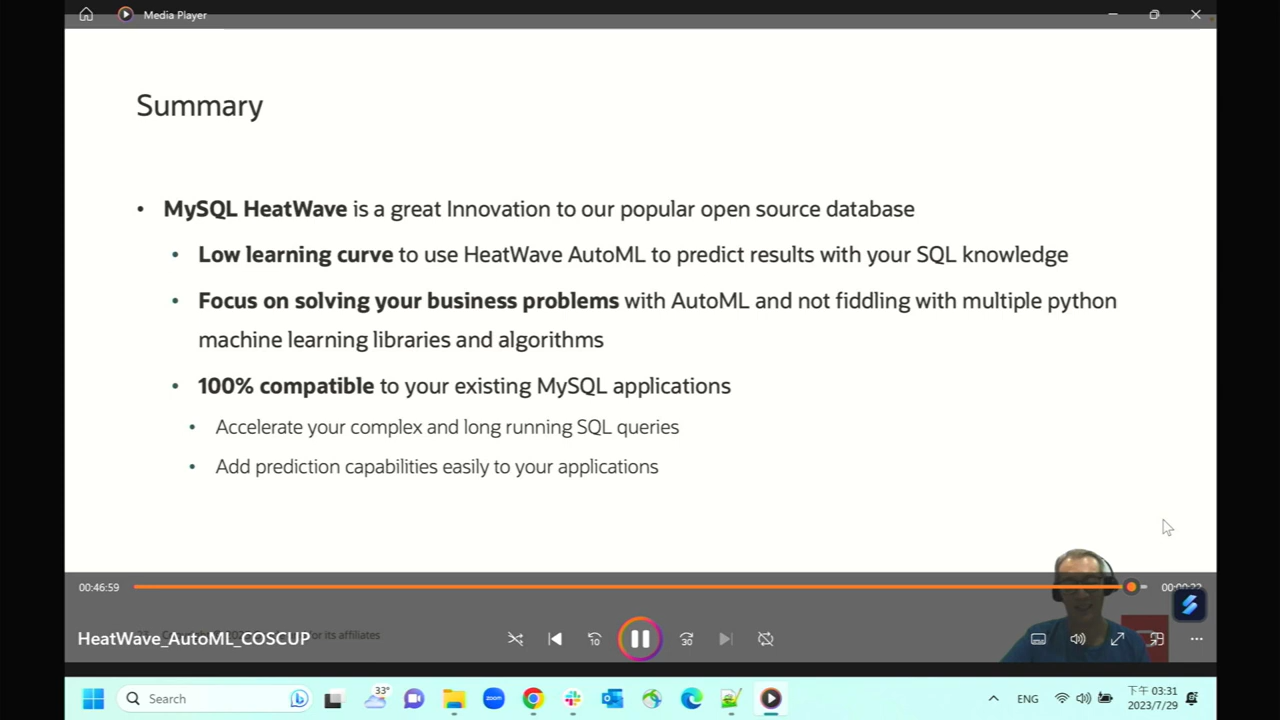 Media Player
Summary
• MySQL HeatWave is a great Innovation to our popular open source database
• Low learning curve to use HeatWave AutoML to predict results with your SQL knowledge
• Focus on solving your business problems with AutoML and not fiddling with multiple python
machine learning libraries and algorithms
• 100% compatible to your existing MySQL applications
• Accelerate your complex and long running SQL queries
• Add prediction capabilities easily to your applications
00:46:59
HeatWave_AutoML_COSCUP
for its affiliates
10
30
Search
33°
zoom
ENG
下午 03:31
2023/7/29